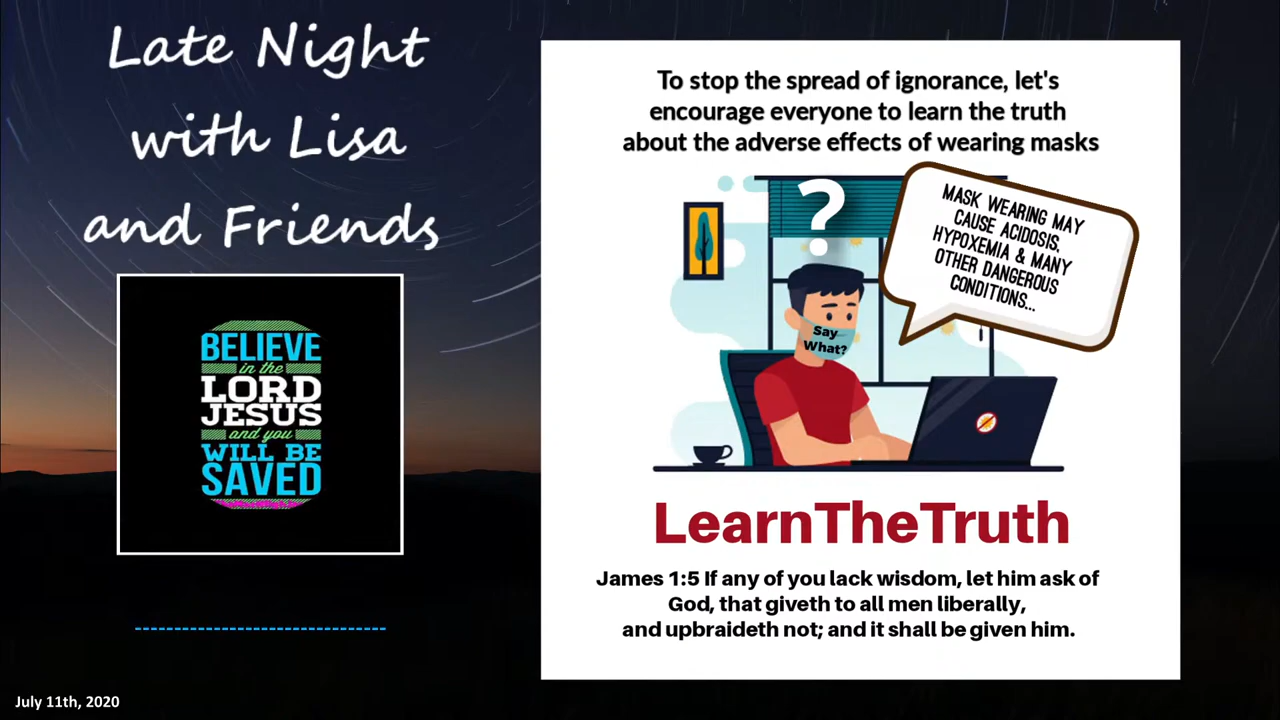 Late Night
with Lisa
and Friends
BELIEVE
in the
LORD
JESUS
and you
WILL BE
SAVED
July 11th, 2020
To stop the spread of ignorance, let's
encourage everyone to learn the truth
about the adverse effects of wearing masks
?
MASK WEARING MAY
CAUSE ACIDOSIS,
HYPOXEMIA & MANY
OTHER DANGEROUS
CONDITIONS...
Say
What?
LearnTheTruth
James 1:5 If any of you lack wisdom, let him ask of
God, that giveth to all men liberally,
and upbraideth not; and it shall be given him.